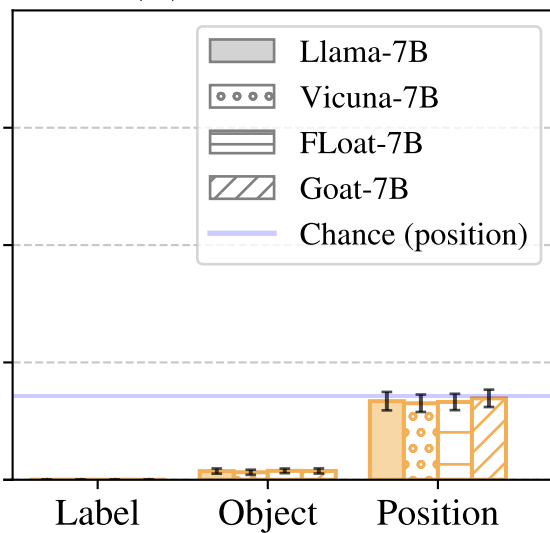 Llama-7B
Vicuna-7B
FLoat-7B
Goat-7B
Chance (position)
Label Object Position